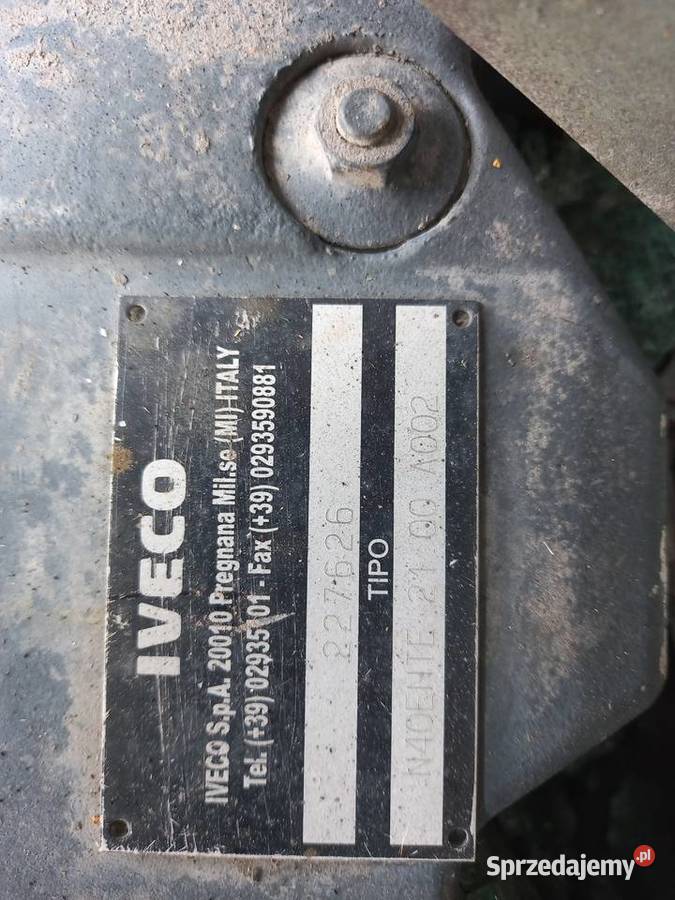 IVECO
IVECO S.p.A. 20010 Pregnana Mil.se (MI) ITALY
Tel. (+39) 02935101 - Fax (+39) 0293590881
227626
TIPO
N40ENTE 21 00 A002
Sprzedajemy.pl